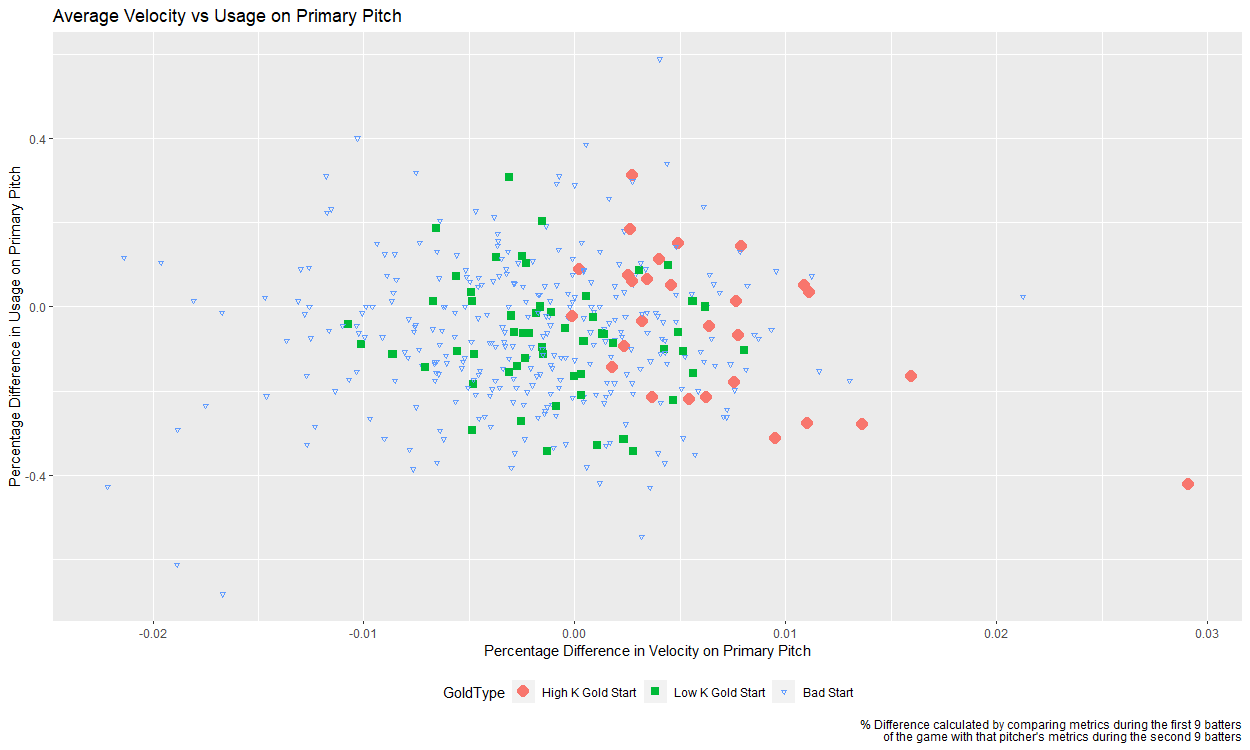 Average Velocity vs Usage on Primary Pitch
Percentage Difference in Usage on Primary Pitch
0.4
0.0
-0.4
-0.02
-0.01
0.00
0.01
0.02
0.03
Percentage Difference in Velocity on Primary Pitch
GoldType
High K Gold Start
Low K Gold Start
Bad Start
% Difference calculated by comparing metrics during the first 9 batters
of the game with that pitcher's metrics during the second 9 batters